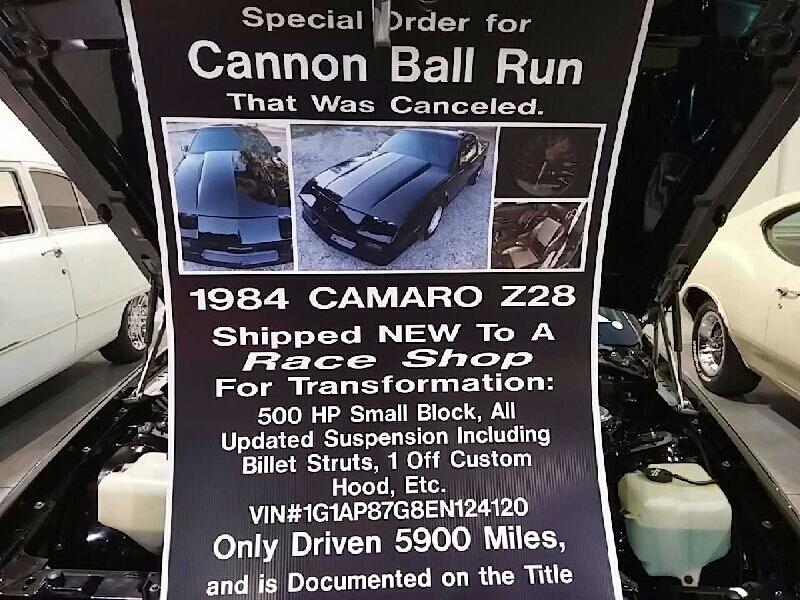 Special Order for
Cannon Ball Run
That Was Canceled.
1984 CAMARO Z28
Shipped NEW To A
Race Shop
For Transformation:
500 HP Small Block, All
Updated Suspension Including
Billet Struts, 1 Off Custom
Hood, Etc.
VIN#1G1AP87G8EN124120
Only Driven 5900 Miles,
and is Documented on the Title